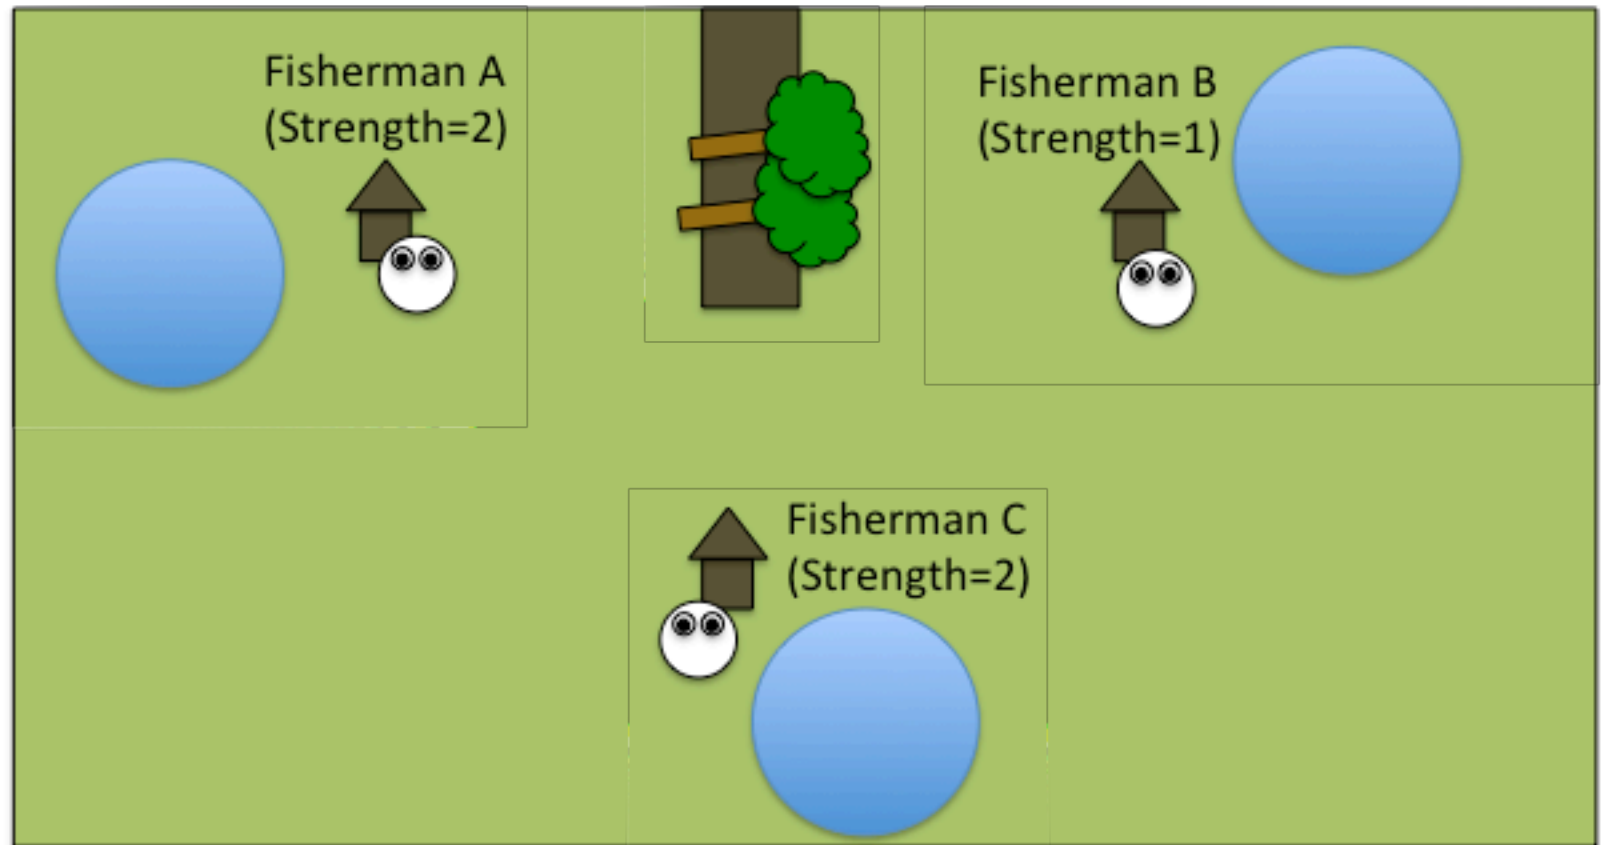 Fisherman A
(Strength=2)
Fisherman B
(Strength=1)
Fisherman C
(Strength=2)